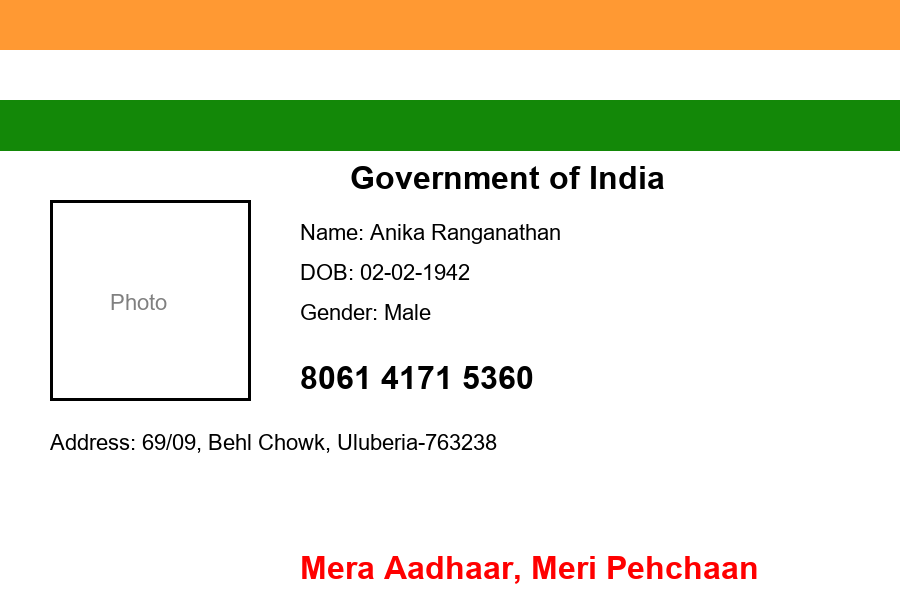 Government of India
Name: Anika Ranganathan
DOB: 02-02-1942
Photo
Gender: Male
8061 4171 5360
Address: 69/09, Behl Chowk, Uluberia-763238
Mera Aadhaar, Meri Pehchaan